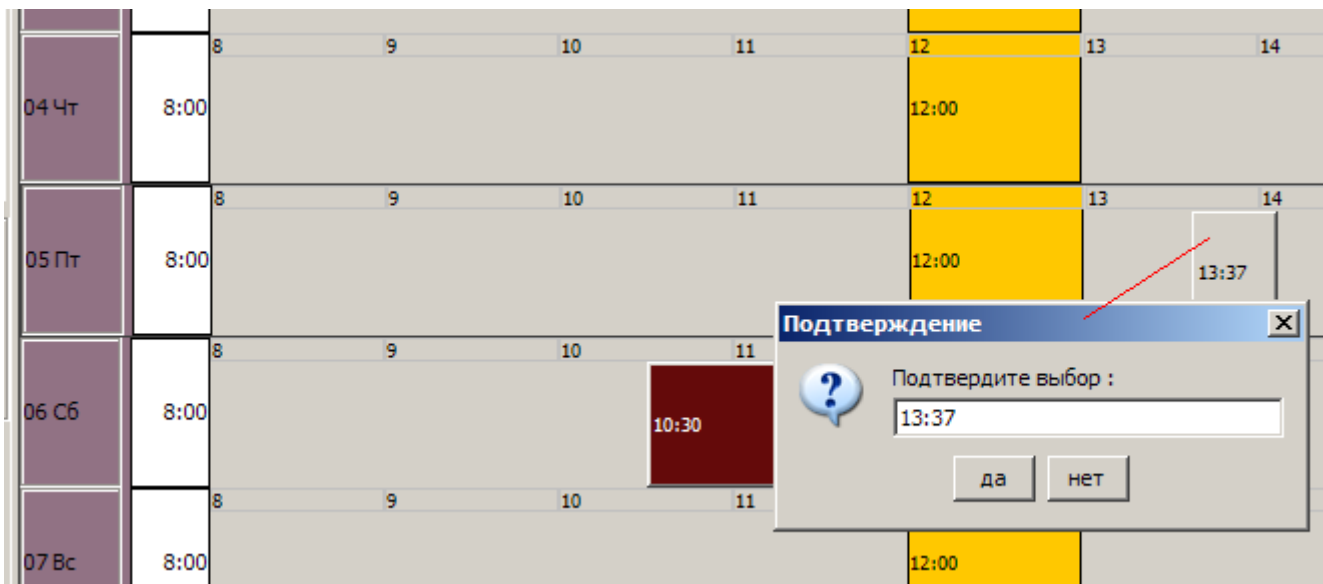 8 9 10 11 12 13 14
04 Чт 8:00 12:00
8 9 10 11 12 13 14
05 Пт 8:00 12:00 13:37
Подтверждение
8 9 10 11
Подтвердите выбор :
06 Сб 8:00 10:30 13:37
да нет
8 9 10 11
07 Вс 8:00 12:00